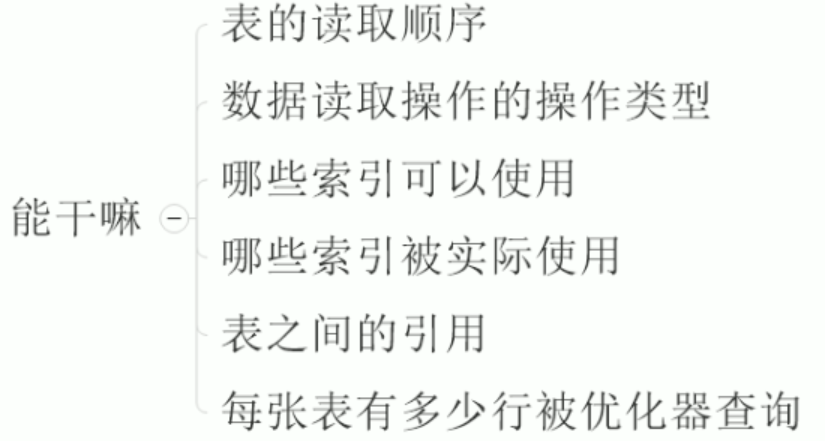 能干嘛
表的读取顺序
数据读取操作的操作类型
哪些索引可以使用
哪些索引被实际使用
表之间的引用
每张表有多少行被优化器查询